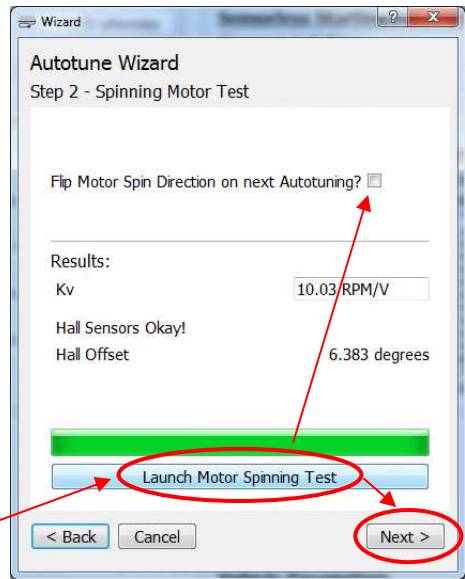 Wizard
Autotune Wizard
Step 2 - Spinning Motor Test
Flip Motor Spin Direction on next Autotuning?
Results:
Kv 10.03 RPM/V
Hall Sensors Okay!
Hall Offset 6.383 degrees
Launch Motor Spinning Test
< Back Cancel Next >